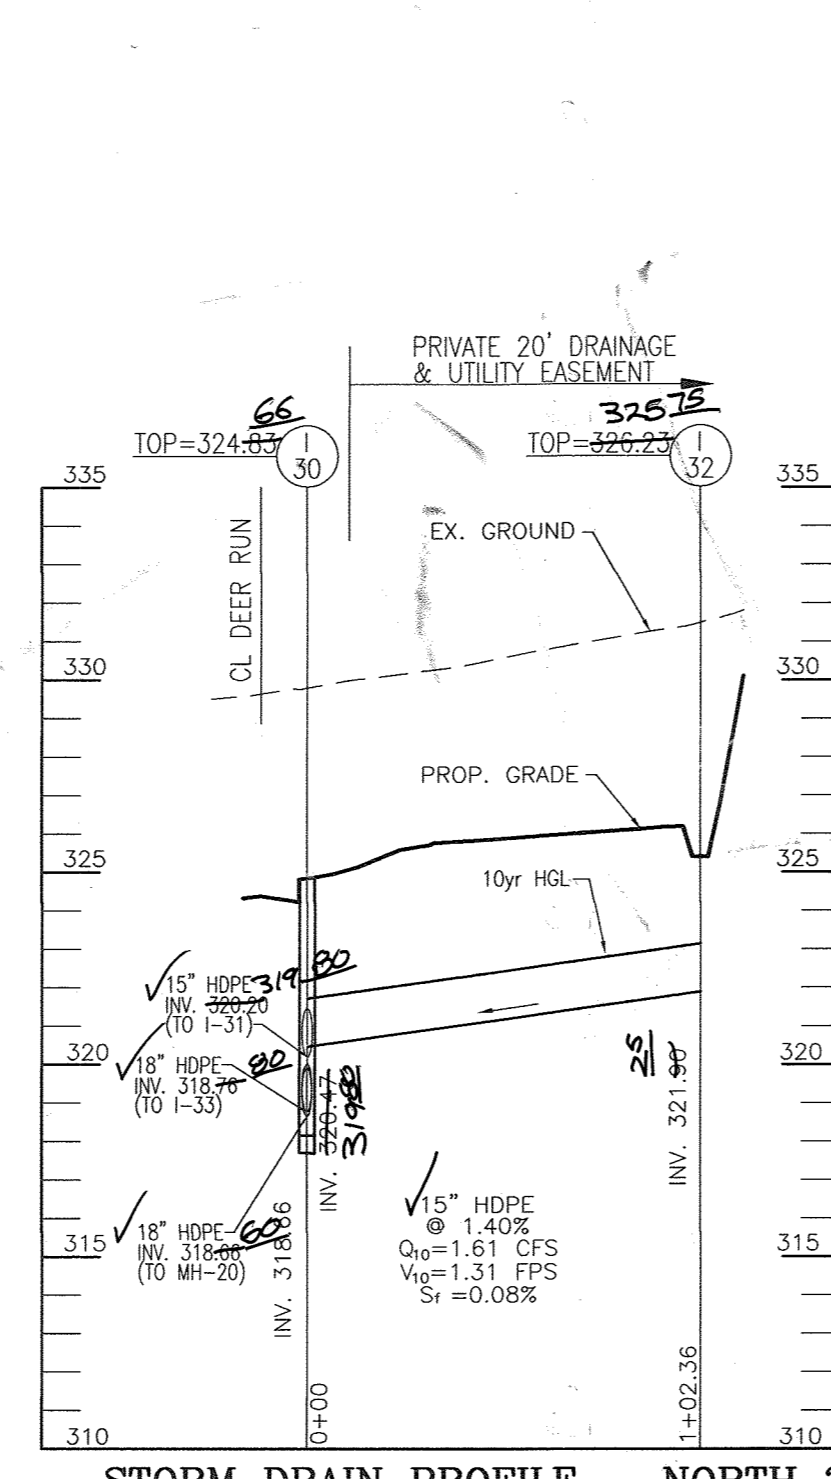 PRIVATE 20' DRAINAGE
& UTILITY EASEMENT
66
TOP=324.83
I
30
325 75
TOP=326.23
I
32
335
335
CL DEER RUN
EX. GROUND
330
330
PROP. GRADE
325
325
10yr HGL
15" HDPE 319 80
INV. 320.20
(TO I-31)
18" HDPE 80
INV. 318.76
(TO I-33)
320
320
INV. 320.47
319.80
25
INV. 321.90
15" HDPE
@ 1.40%
Q10=1.61 CFS
V10=1.31 FPS
Sf =0.08%
18" HDPE 60
INV. 318.66
(TO MH-20)
INV. 318.66
315
315
0+00
1+02.36
310
310
STORM DRAIN PROFILE
NORTH